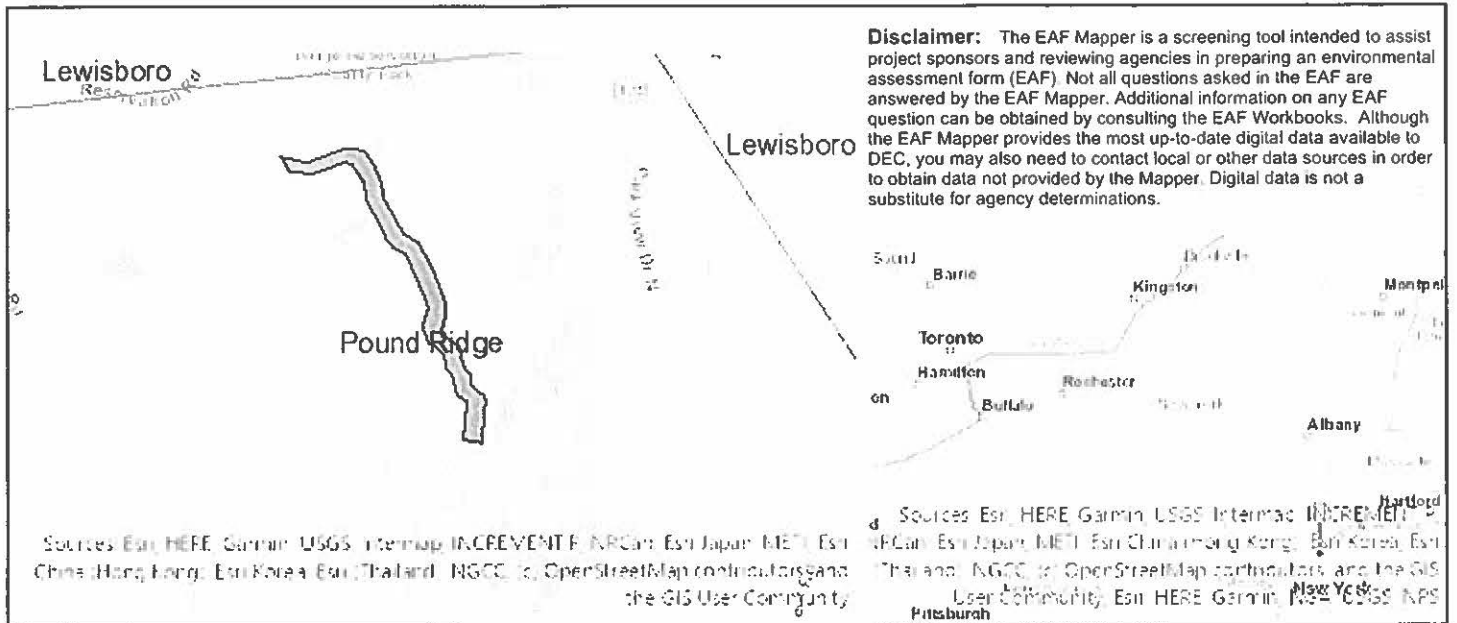 Lewisboro
Lewisboro
Pound Ridge
Sources Esri HERE Garmin USGS Intermap INCREMENT P NRCan Esri Japan METI Esri
China Hong Kong Esri Korea Esri Thailand NGCC OpenStreetMap contributors and
the GIS User Community
Disclaimer: The EAF Mapper is a screening tool intended to assist
project sponsors and reviewing agencies in preparing an environmental
assessment form (EAF). Not all questions asked in the EAF are
answered by the EAF Mapper. Additional information on any EAF
question can be obtained by consulting the EAF Workbooks. Although
the EAF Mapper provides the most up-to-date digital data available to
DEC, you may also need to contact local or other data sources in order
to obtain data not provided by the Mapper. Digital data is not a
substitute for agency determinations.
Sound
Barrie
Kingston
Montpel
Toronto
Hamilton
on
Rochester
Buffalo
Albany
Hartford
d
Sources Esri HERE Garmin USGS Intermap INCREMENT P
NRCan Esri Japan METI Esri China Hong Kong Esri Korea Esri
Thailand NGCC OpenStreetMap contributors and the GIS
User Community Esri HERE Garmin USGS NPS
New York
Pittsburgh